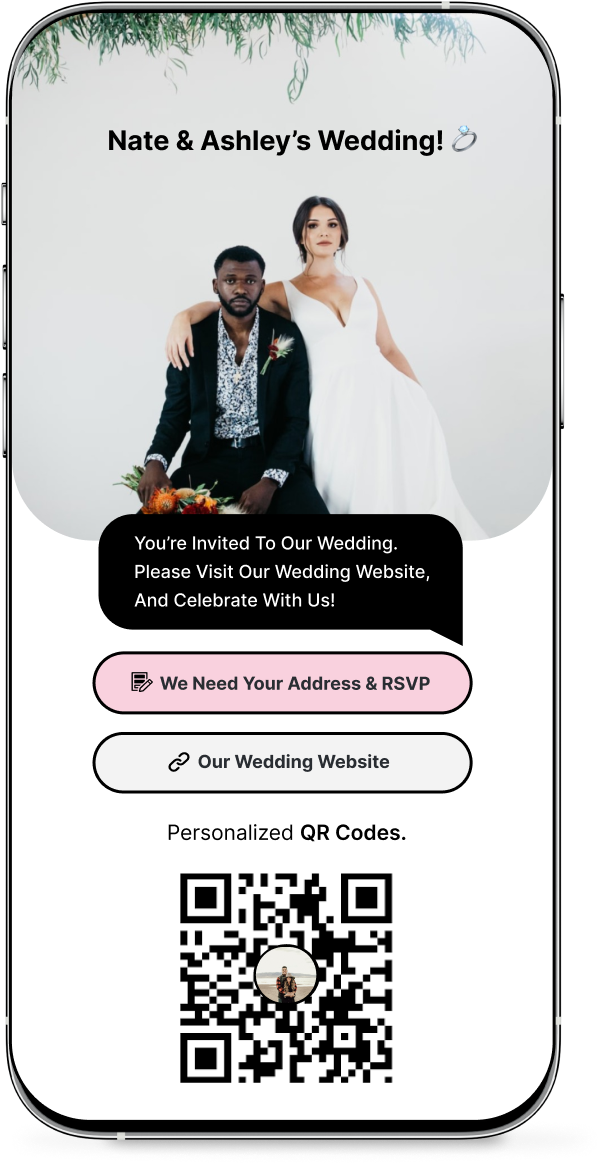 Nate & Ashley’s Wedding! 💍
You’re Invited To Our Wedding.
Please Visit Our Wedding Website,
And Celebrate With Us!
We Need Your Address & RSVP
Our Wedding Website
Personalized QR Codes.